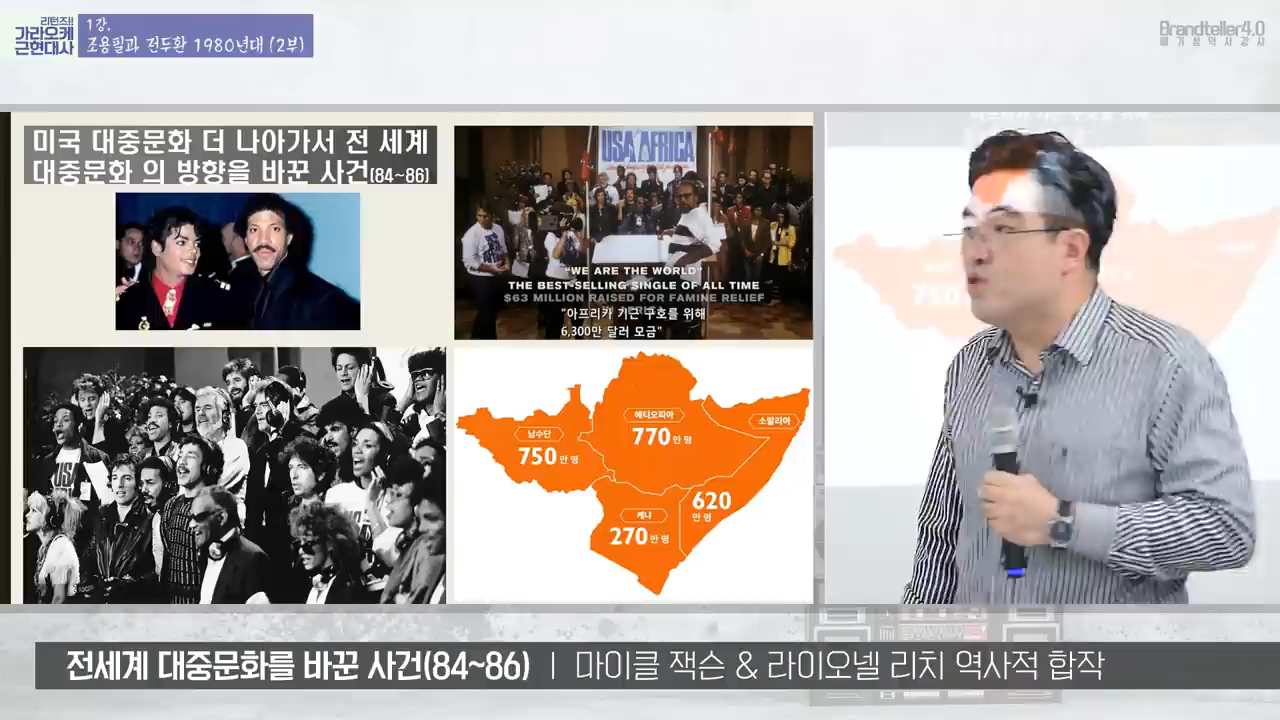 리턴즈!!
가라오케
근현대사
1강.
조용필과 전두환 1980년대 (2부)
Brandteller4.0
배기성역사강사
미국 대중문화 더 나아가서 전 세계
대중문화 의 방향을 바꾼 사건(84~86)
USA AFRICA
"WE ARE THE WORLD"
THE BEST-SELLING SINGLE OF ALL TIME
$63 MILLION RAISED FOR FAMINE RELIEF
"아프리카 기근 구호를 위해
6,300만 달러 모금"
USA
에티오피아
770만 명
소말리아
620
만 명
남수단
750만 명
케냐
270만 명
전세계 대중문화를 바꾼 사건(84~86) | 마이클 잭슨 & 라이오넬 리치 역사적 합작